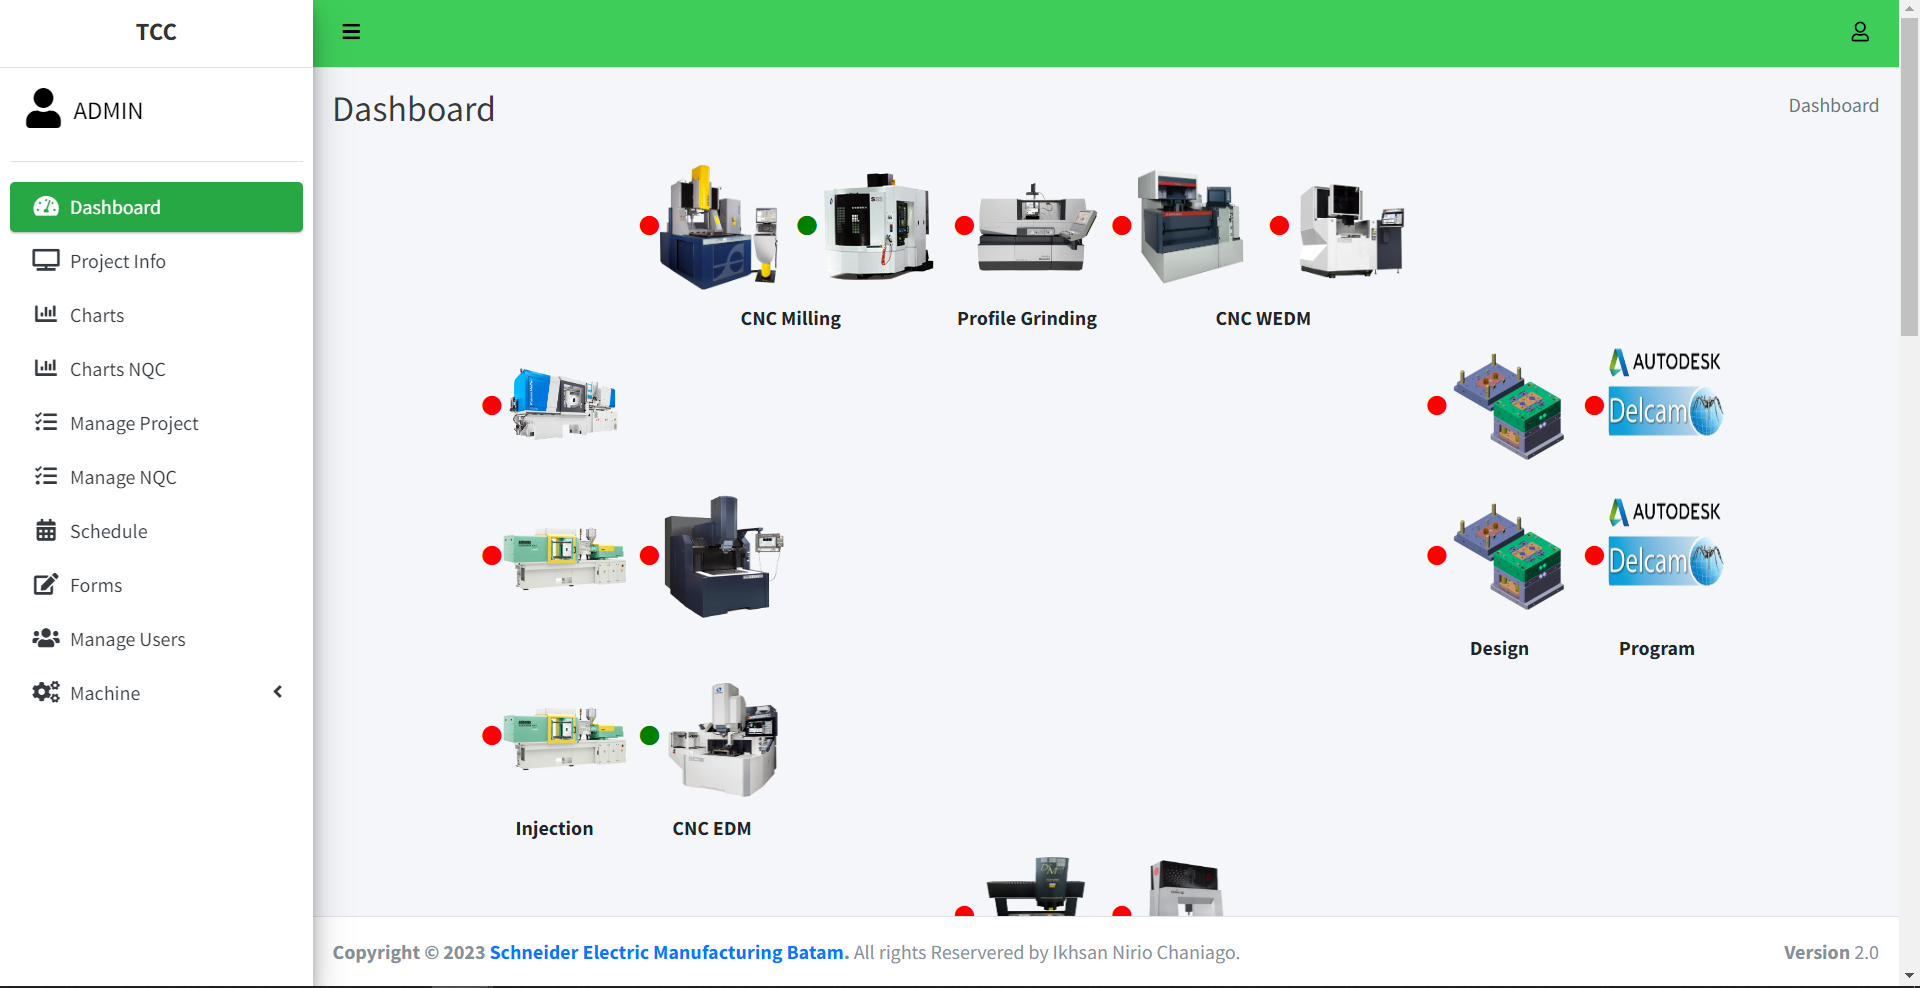 TCC
ADMIN
Dashboard
Project Info
Charts
Charts NQC
Manage Project
Manage NQC
Schedule
Forms
Manage Users
Machine
Dashboard
Dashboard
CNC Milling
Profile Grinding
CNC WEDM
AUTODESK
Delcam
AUTODESK
Delcam
Design
Program
Injection
CNC EDM
Copyright © 2023 Schneider Electric Manufacturing Batam. All rights Reservered by Ikhsan Nirio Chaniago.
Version 2.0